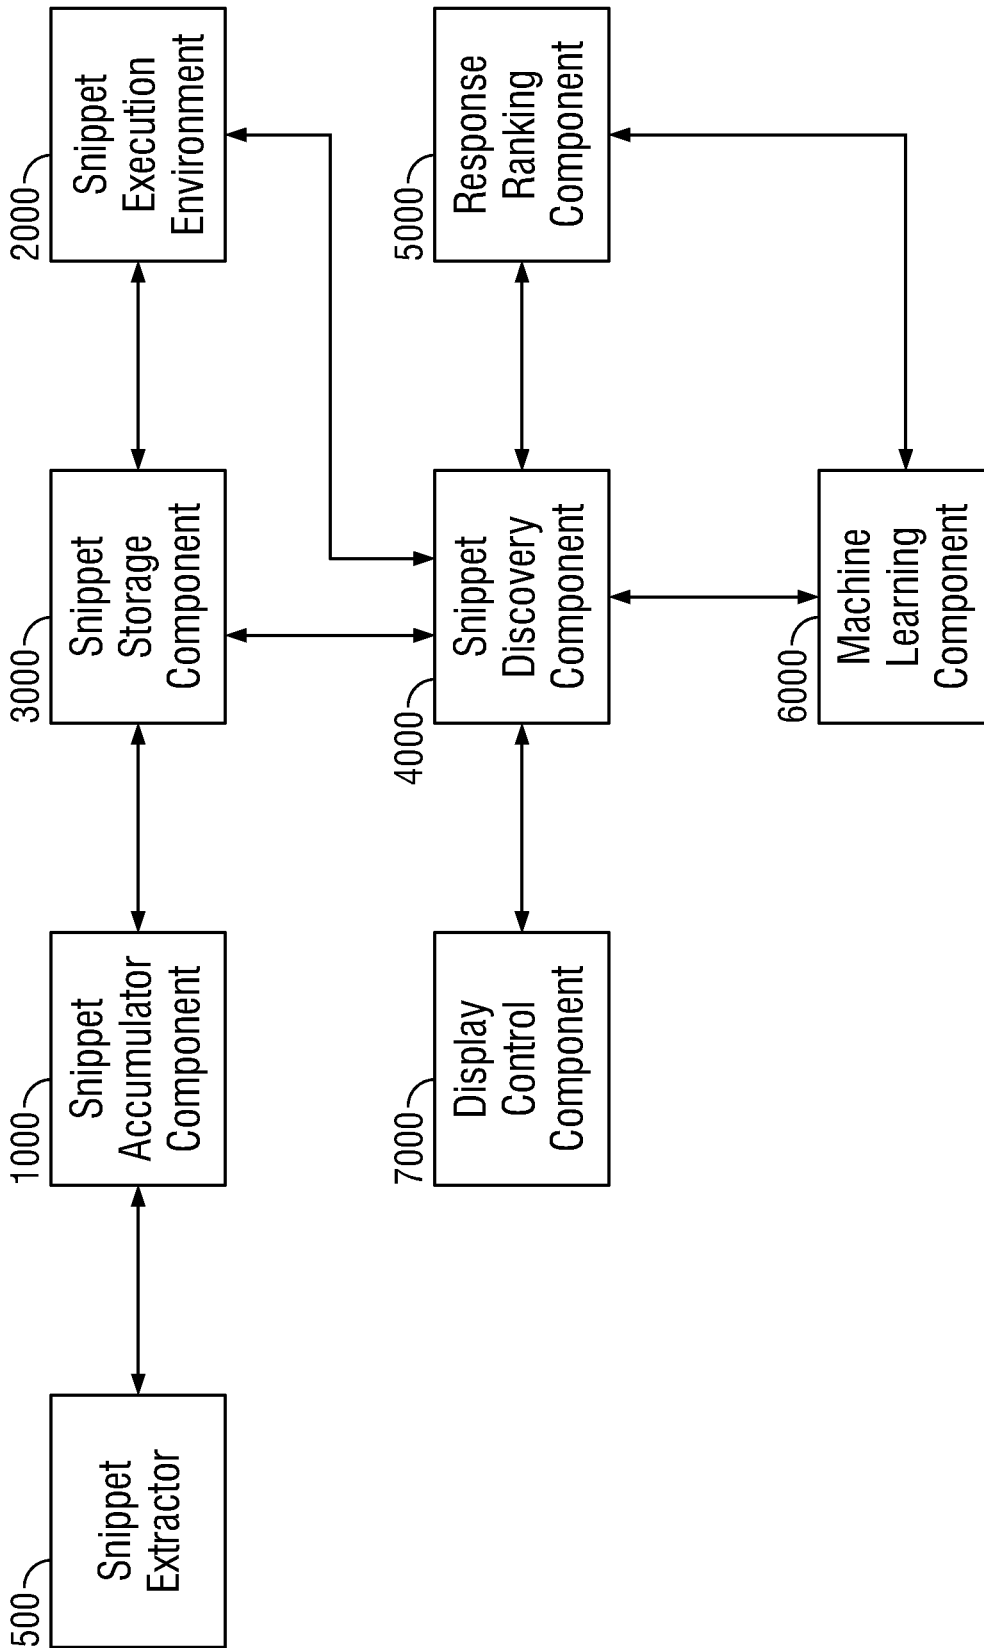 500
Snippet
Extractor
1000
Snippet
Accumulator
Component
3000
Snippet
Storage
Component
2000
Snippet
Execution
Environment
7000
Display
Control
Component
4000
Snippet
Discovery
Component
5000
Response
Ranking
Component
6000
Machine
Learning
Component